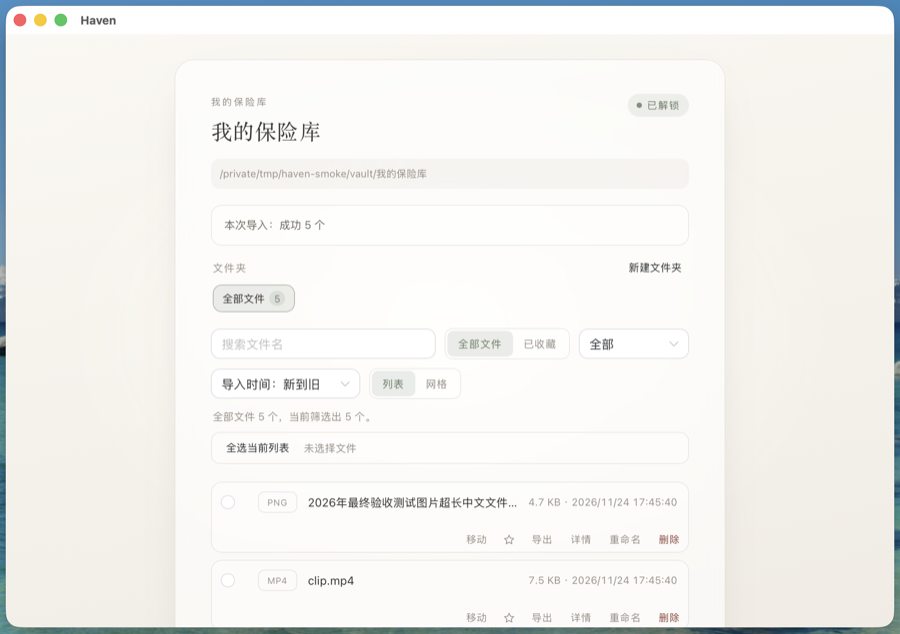 Haven
我的保险库
已解锁
我的保险库
/private/tmp/haven-smoke/vault/我的保险库
本次导入：成功 5 个
文件夹
新建文件夹
全部文件 5
搜索文件名
全部文件 已收藏
全部
导入时间：新到旧
列表 网格
全部文件 5 个，当前筛选出 5 个。
全选当前列表 未选择文件
PNG 2026年最终验收测试图片超长中文文件... 4.7 KB · 2026/11/24 17:45:40
移动 ☆ 导出 详情 重命名 删除
MP4 clip.mp4 7.5 KB · 2026/11/24 17:45:40
移动 ☆ 导出 详情 重命名 删除